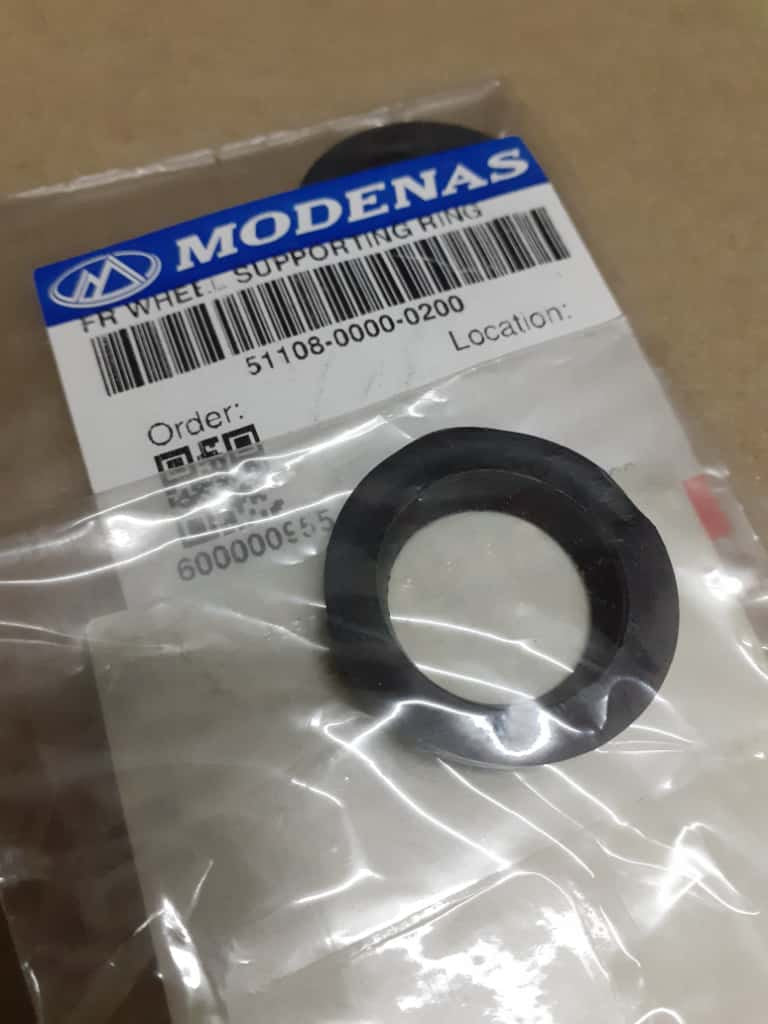 MODENAS
FR WHEEL SUPPORTING RING
51108-0000-0200
Location:
Order:
600000955